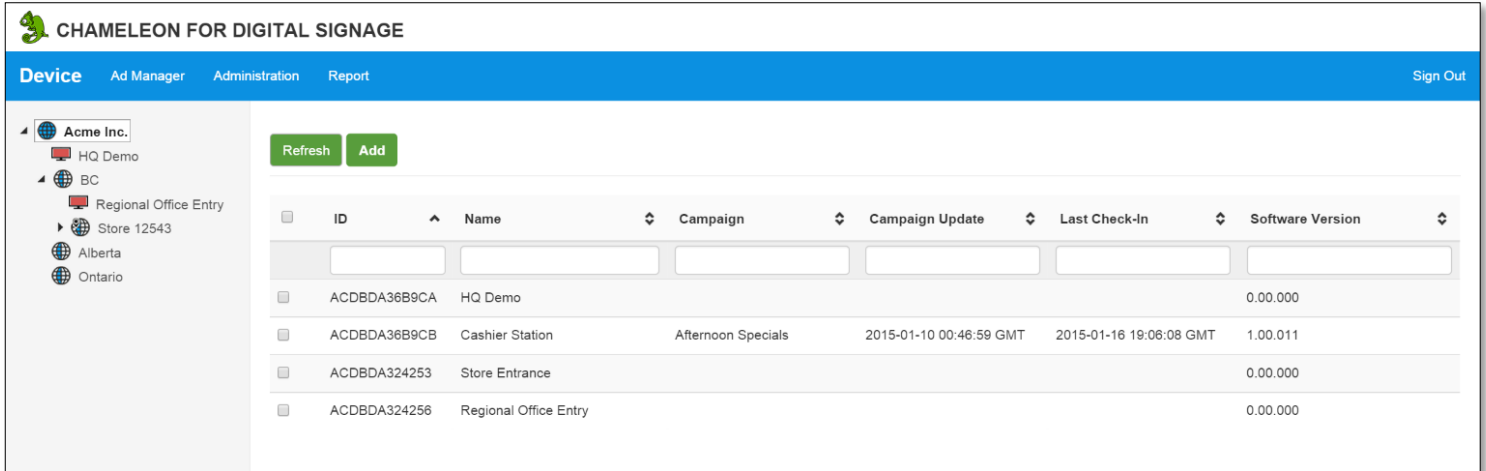 CHAMELEON FOR DIGITAL SIGNAGE
Device Ad Manager Administration Report Sign Out
Acme Inc.
HQ Demo
BC
Regional Office Entry
Store 12543
Alberta
Ontario
Refresh Add
ID Name Campaign Campaign Update Last Check-In Software Version
ACDBDA36B9CA HQ Demo 0.00.000
ACDBDA36B9CB Cashier Station Afternoon Specials 2015-01-10 00:46:59 GMT 2015-01-16 19:06:08 GMT 1.00.011
ACDBDA324253 Store Entrance 0.00.000
ACDBDA324256 Regional Office Entry 0.00.000